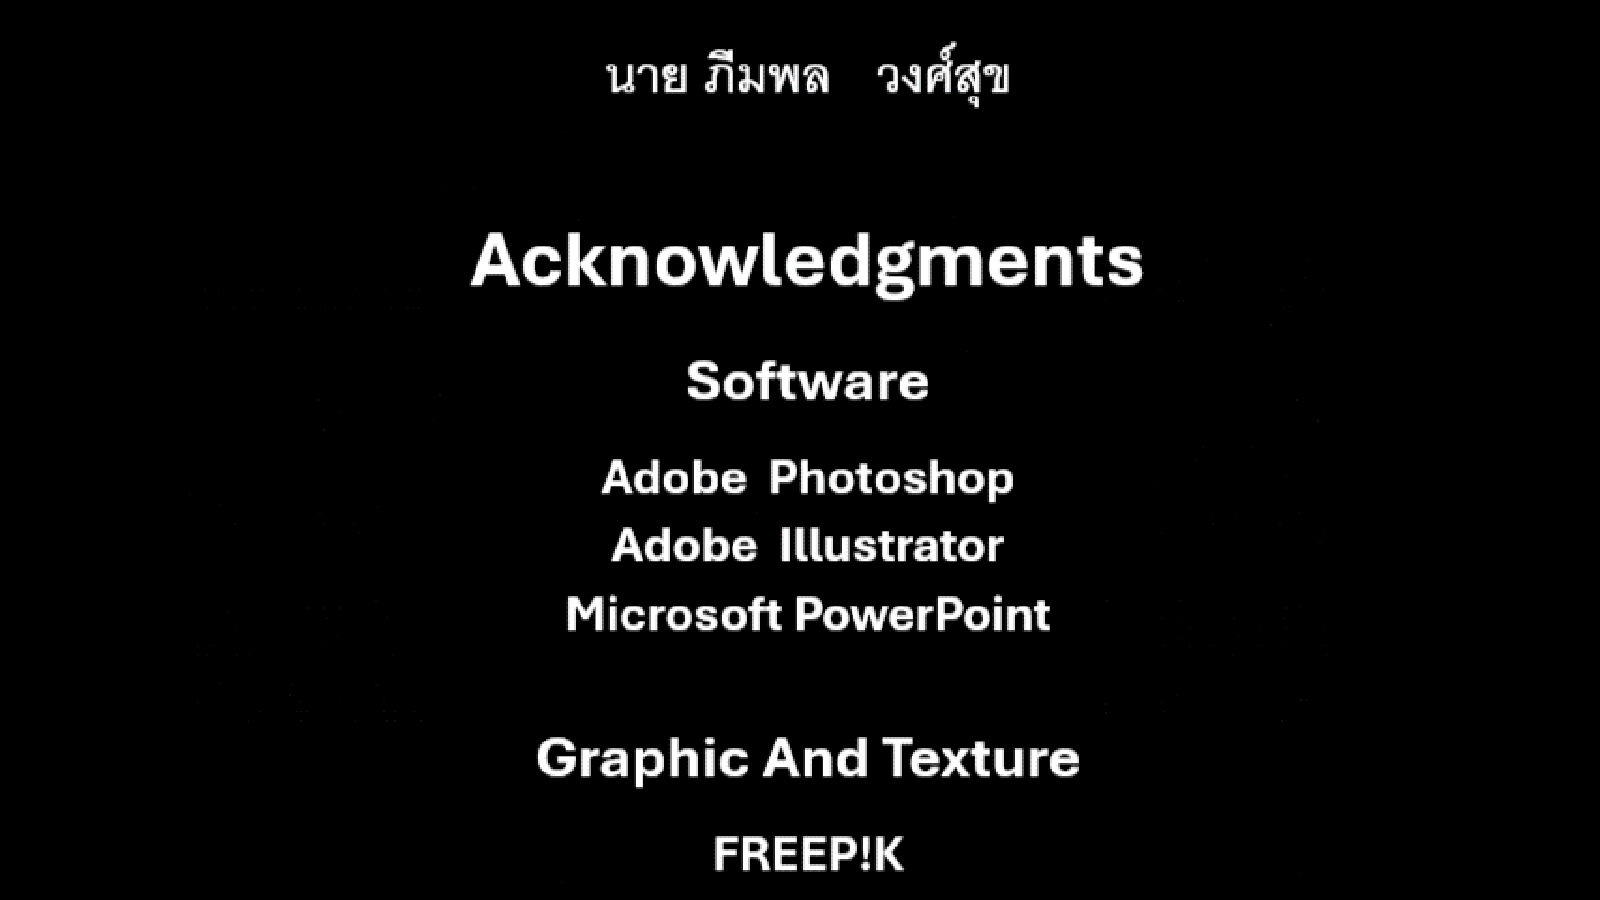 นาย ภีมพล วงศ์สุข
Acknowledgments
Software
Adobe Photoshop
Adobe Illustrator
Microsoft PowerPoint
Graphic And Texture
FREEP!K